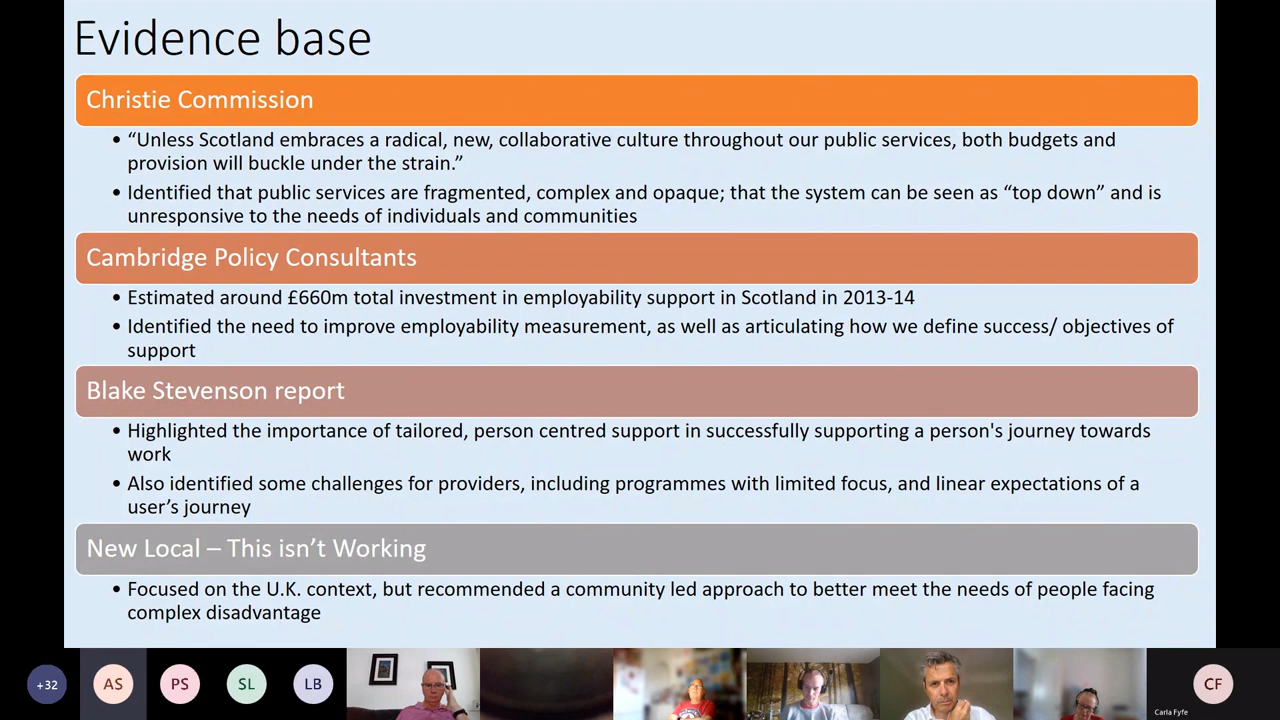 Evidence base
Christie Commission
• “Unless Scotland embraces a radical, new, collaborative culture throughout our public services, both budgets and
provision will buckle under the strain.”
• Identified that public services are fragmented, complex and opaque; that the system can be seen as “top down” and is
unresponsive to the needs of individuals and communities
Cambridge Policy Consultants
• Estimated around £660m total investment in employability support in Scotland in 2013-14
• Identified the need to improve employability measurement, as well as articulating how we define success/ objectives of
support
Blake Stevenson report
• Highlighted the importance of tailored, person centred support in successfully supporting a person's journey towards
work
• Also identified some challenges for providers, including programmes with limited focus, and linear expectations of a
user’s journey
New Local – This isn’t Working
• Focused on the U.K. context, but recommended a community led approach to better meet the needs of people facing
complex disadvantage
+32
AS
PS
SL
LB
CF
Carla Fyfe